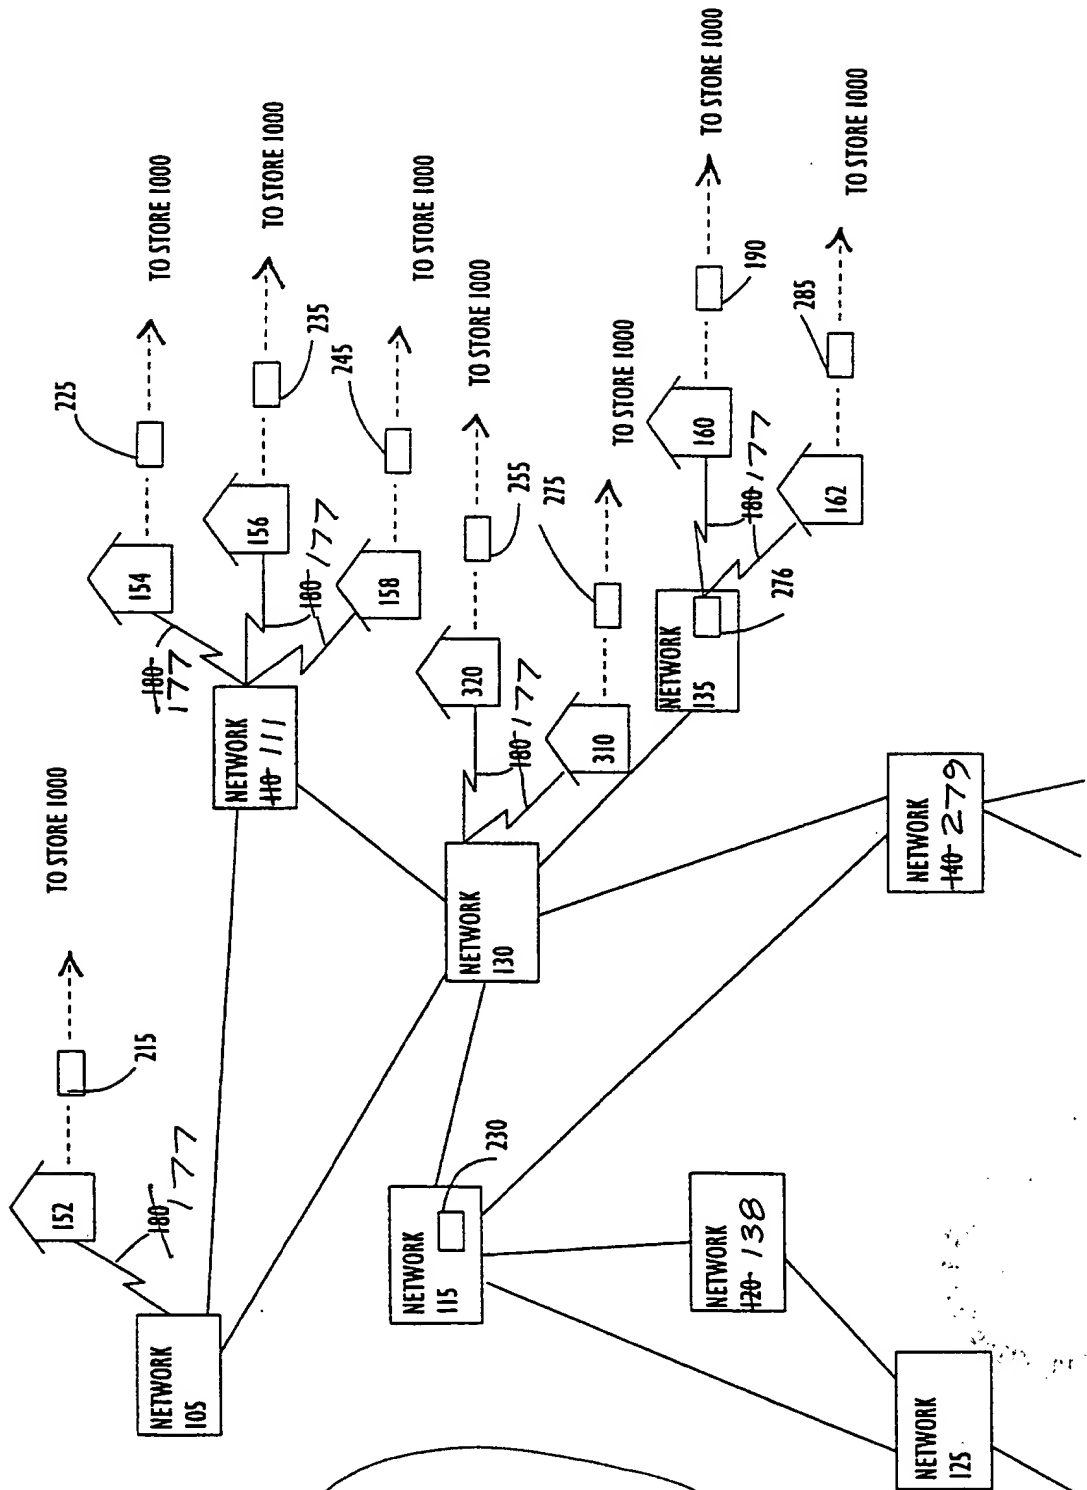 TO STORE 1000
215
152
180 177
NETWORK
105
TO STORE 1000
225
154
180
177
TO STORE 1000
235
156
180 177
TO STORE 1000
245
158
NETWORK
110 111
TO STORE 1000
255
320
180 177
TO STORE 1000
275
310
NETWORK
130
TO STORE 1000
190
160
180 177
TO STORE 1000
285
162
276
NETWORK
135
NETWORK
115
230
NETWORK
120 138
NETWORK
140 279
NETWORK
125